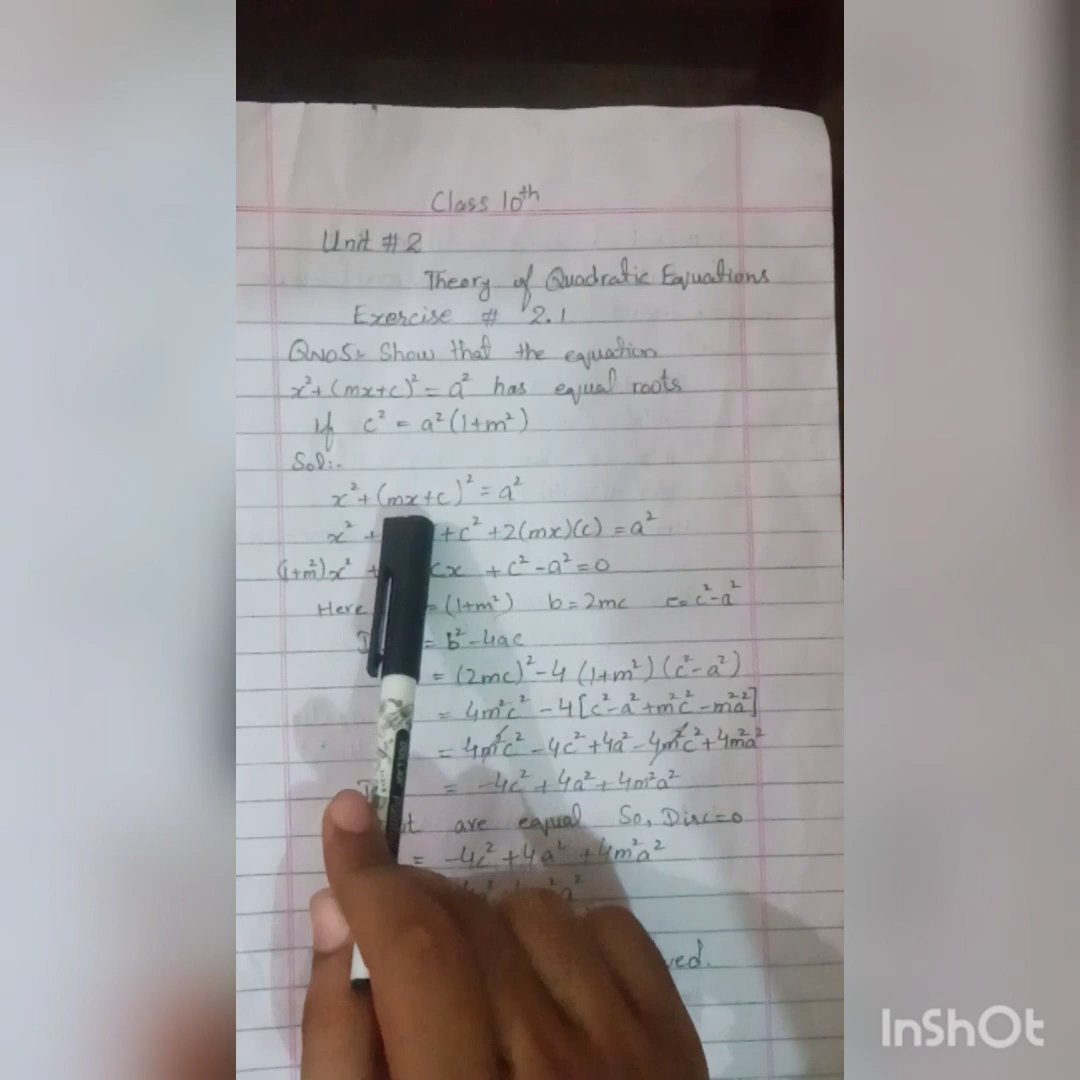 Class 10th
Unit # 2
Theory of Quadratic Equations
Exercise # 2.1
QNO5:- Show that the equation
x²+(mx+c)² = a² has equal roots
If c² = a²(1+m²)
Sol:-
x²+(mx+c)² = a²
x² + +c² +2(mx)(c) = a²
(1+m²)x² + cx +c²-a²=0
Here =(1+m²) b=2mc c=c²-a²
= b²-4ac
= (2mc)²-4(1+m²)(c²-a²)
= 4m²c² -4[c²-a²+m²c²-m²a²]
= 4m²c² -4c²+4a²-4m²c²+4m²a²
= -4c²+4a²+4m²a²
are equal So, Disc=0
= -4c²+4a²+4m²a²
InShOt